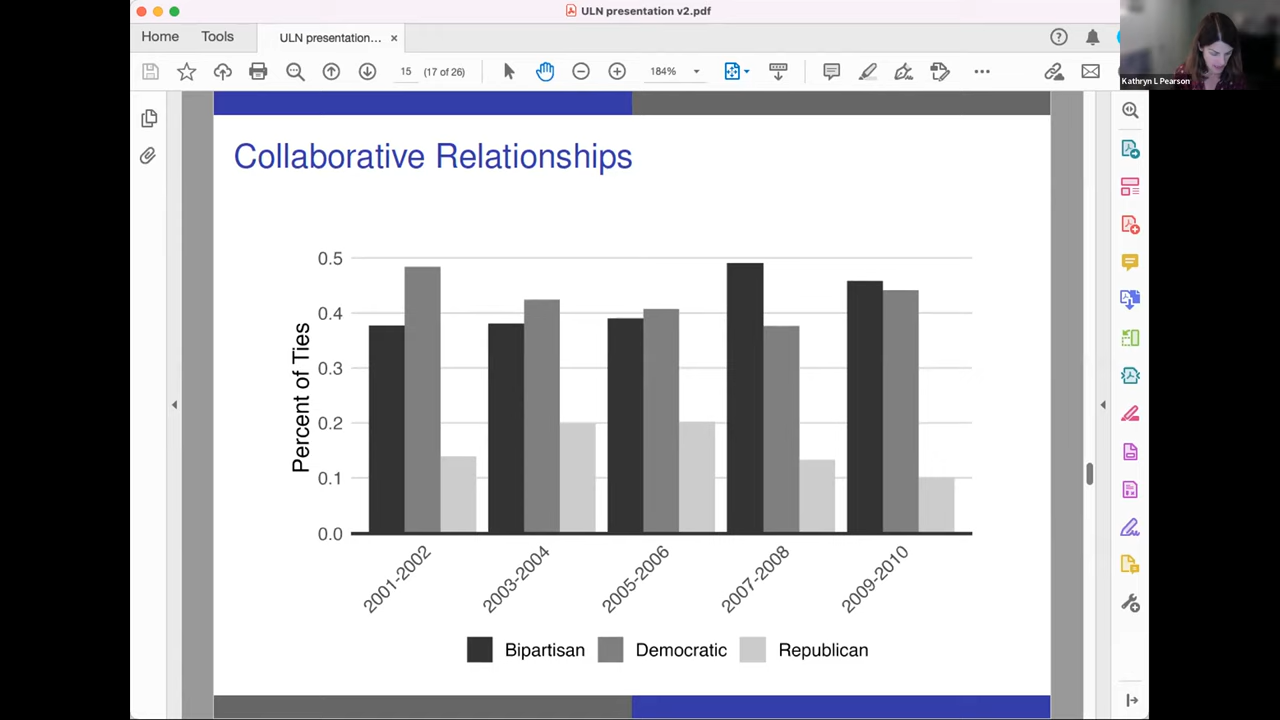 ULN presentation v2.pdf
Home
Tools
ULN presentation...
15
(17 of 26)
184%
Kathryn L Pearson
Collaborative Relationships
Percent of Ties
0.5
0.4
0.3
0.2
0.1
0.0
2001-2002
2003-2004
2005-2006
2007-2008
2009-2010
Bipartisan
Democratic
Republican